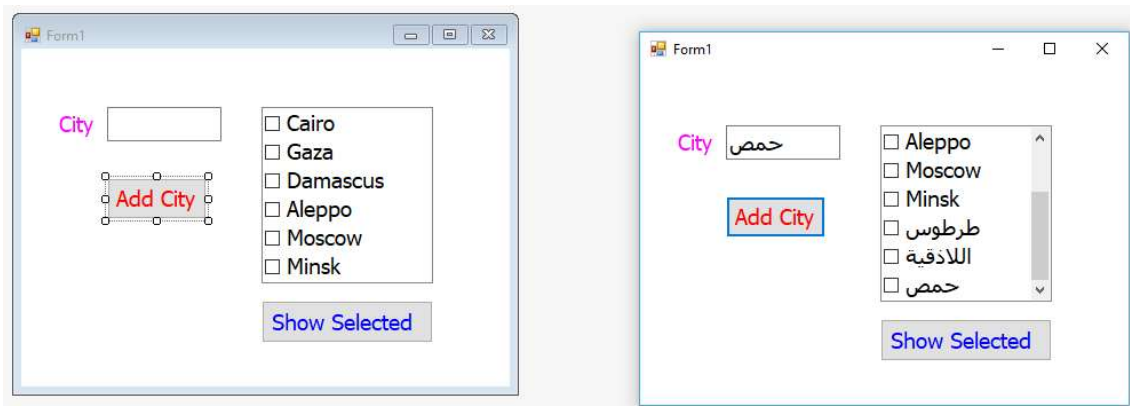 Form1
City
Cairo
Gaza
Damascus
Aleppo
Moscow
Minsk
Add City
Show Selected
Form1
City حمص
Aleppo
Moscow
Minsk
طرطوس
اللاذقية
حمص
Add City
Show Selected